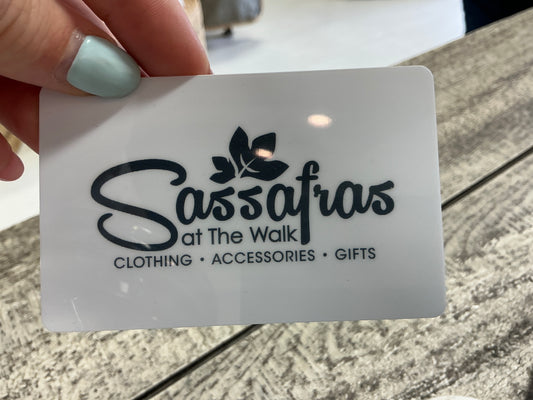 Sassafras
at The Walk
CLOTHING • ACCESSORIES • GIFTS